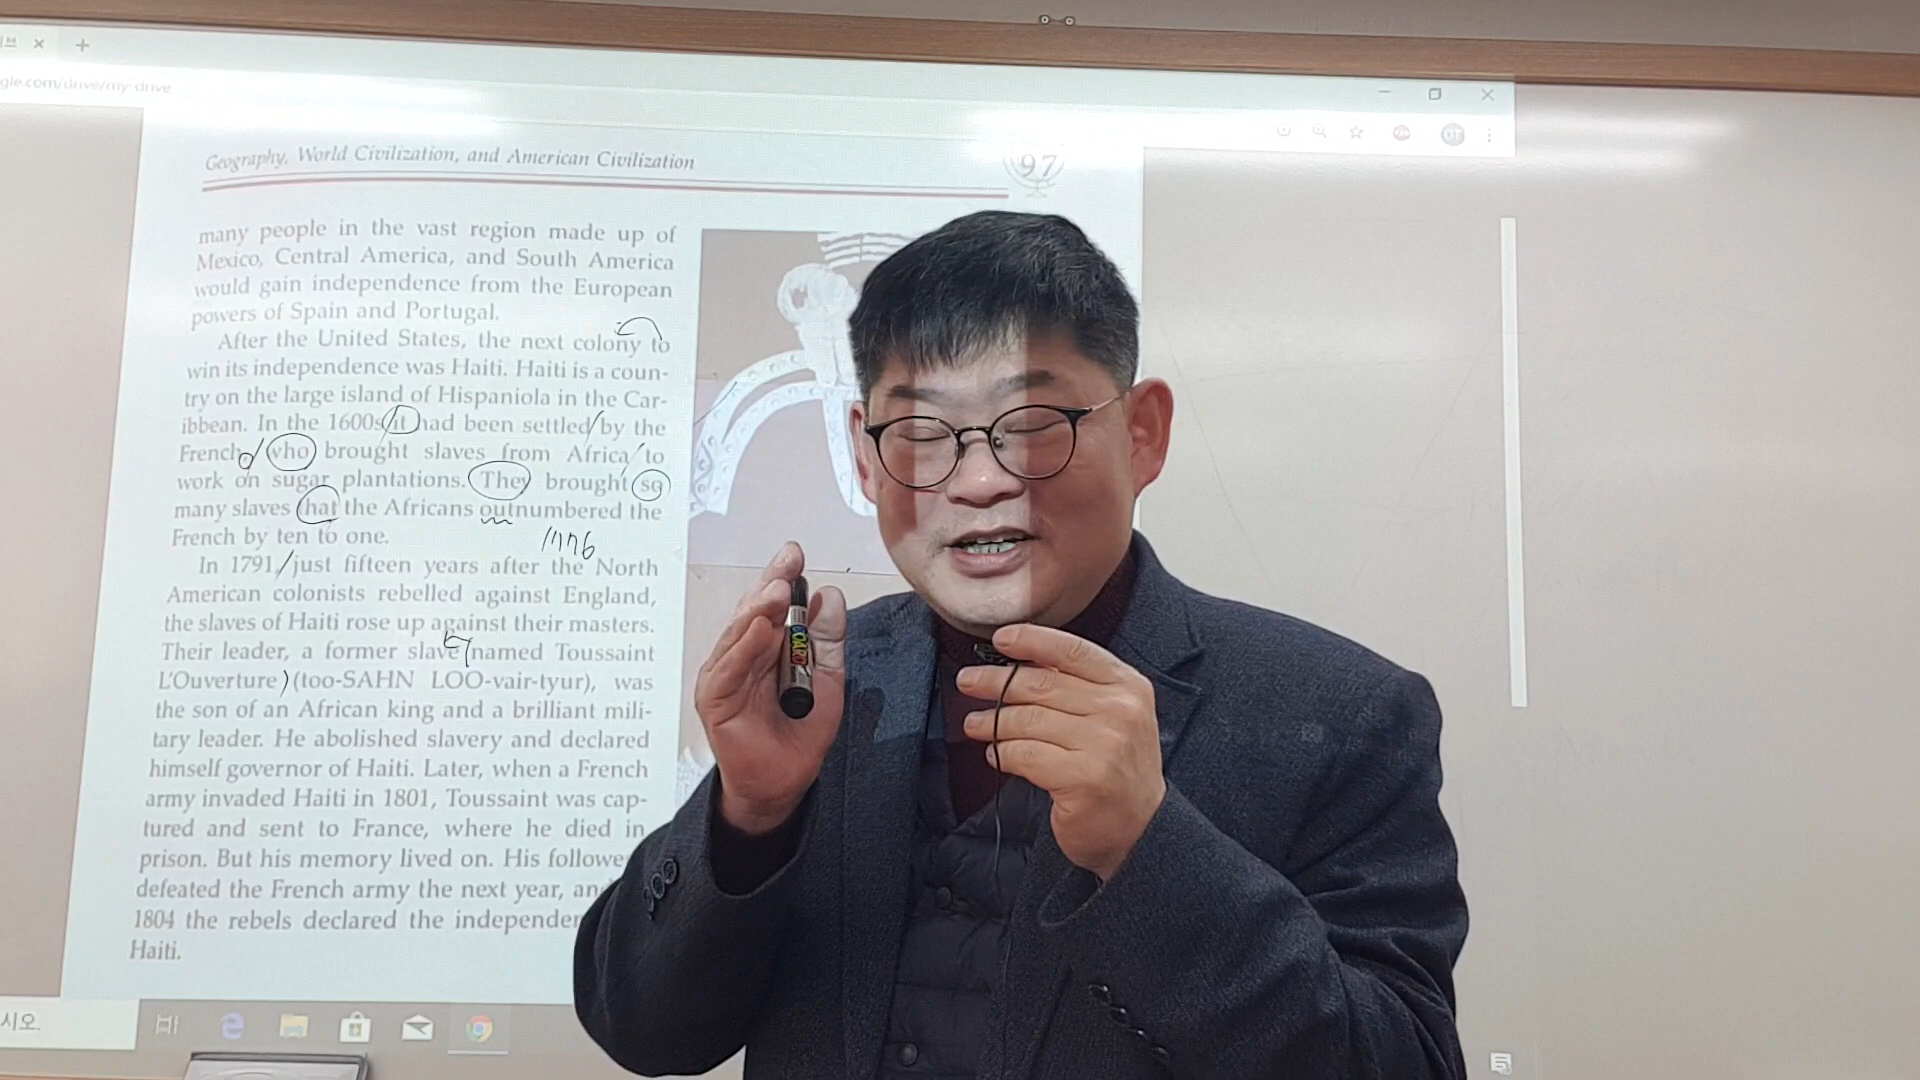 gle.com/drive/my-drive
Geography, World Civilization, and American Civilization
97
many people in the vast region made up of
Mexico, Central America, and South America
would gain independence from the European
powers of Spain and Portugal.
After the United States, the next colony to
win its independence was Haiti. Haiti is a coun-
try on the large island of Hispaniola in the Car-
ibbean. In the 1600s it had been settled by the
French, who brought slaves from Africa to
work on sugar plantations. They brought so
many slaves that the Africans outnumbered the
French by ten to one.
1776
In 1791, just fifteen years after the North
American colonists rebelled against England,
the slaves of Haiti rose up against their masters.
Their leader, a former slave named Toussaint
L'Ouverture (too-SAHN LOO-vair-tyur), was
the son of an African king and a brilliant mili-
tary leader. He abolished slavery and declared
himself governor of Haiti. Later, when a French
army invaded Haiti in 1801, Toussaint was cap-
tured and sent to France, where he died in
prison. But his memory lived on. His followe
defeated the French army the next year, and
1804 the rebels declared the independen
Haiti.
시오.
BOARD